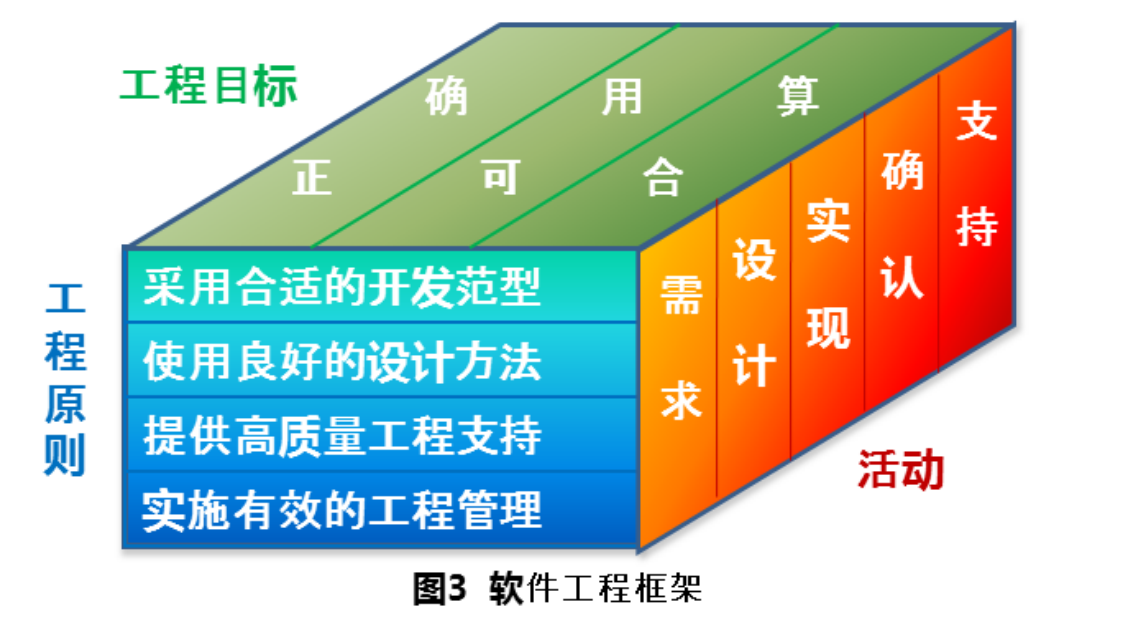 工程目标
正确
可用
合算
工程原则
采用合适的开发范型
使用良好的设计方法
提供高质量工程支持
实施有效的工程管理
需求
设计
实现
确认
支持
活动
图3 软件工程框架